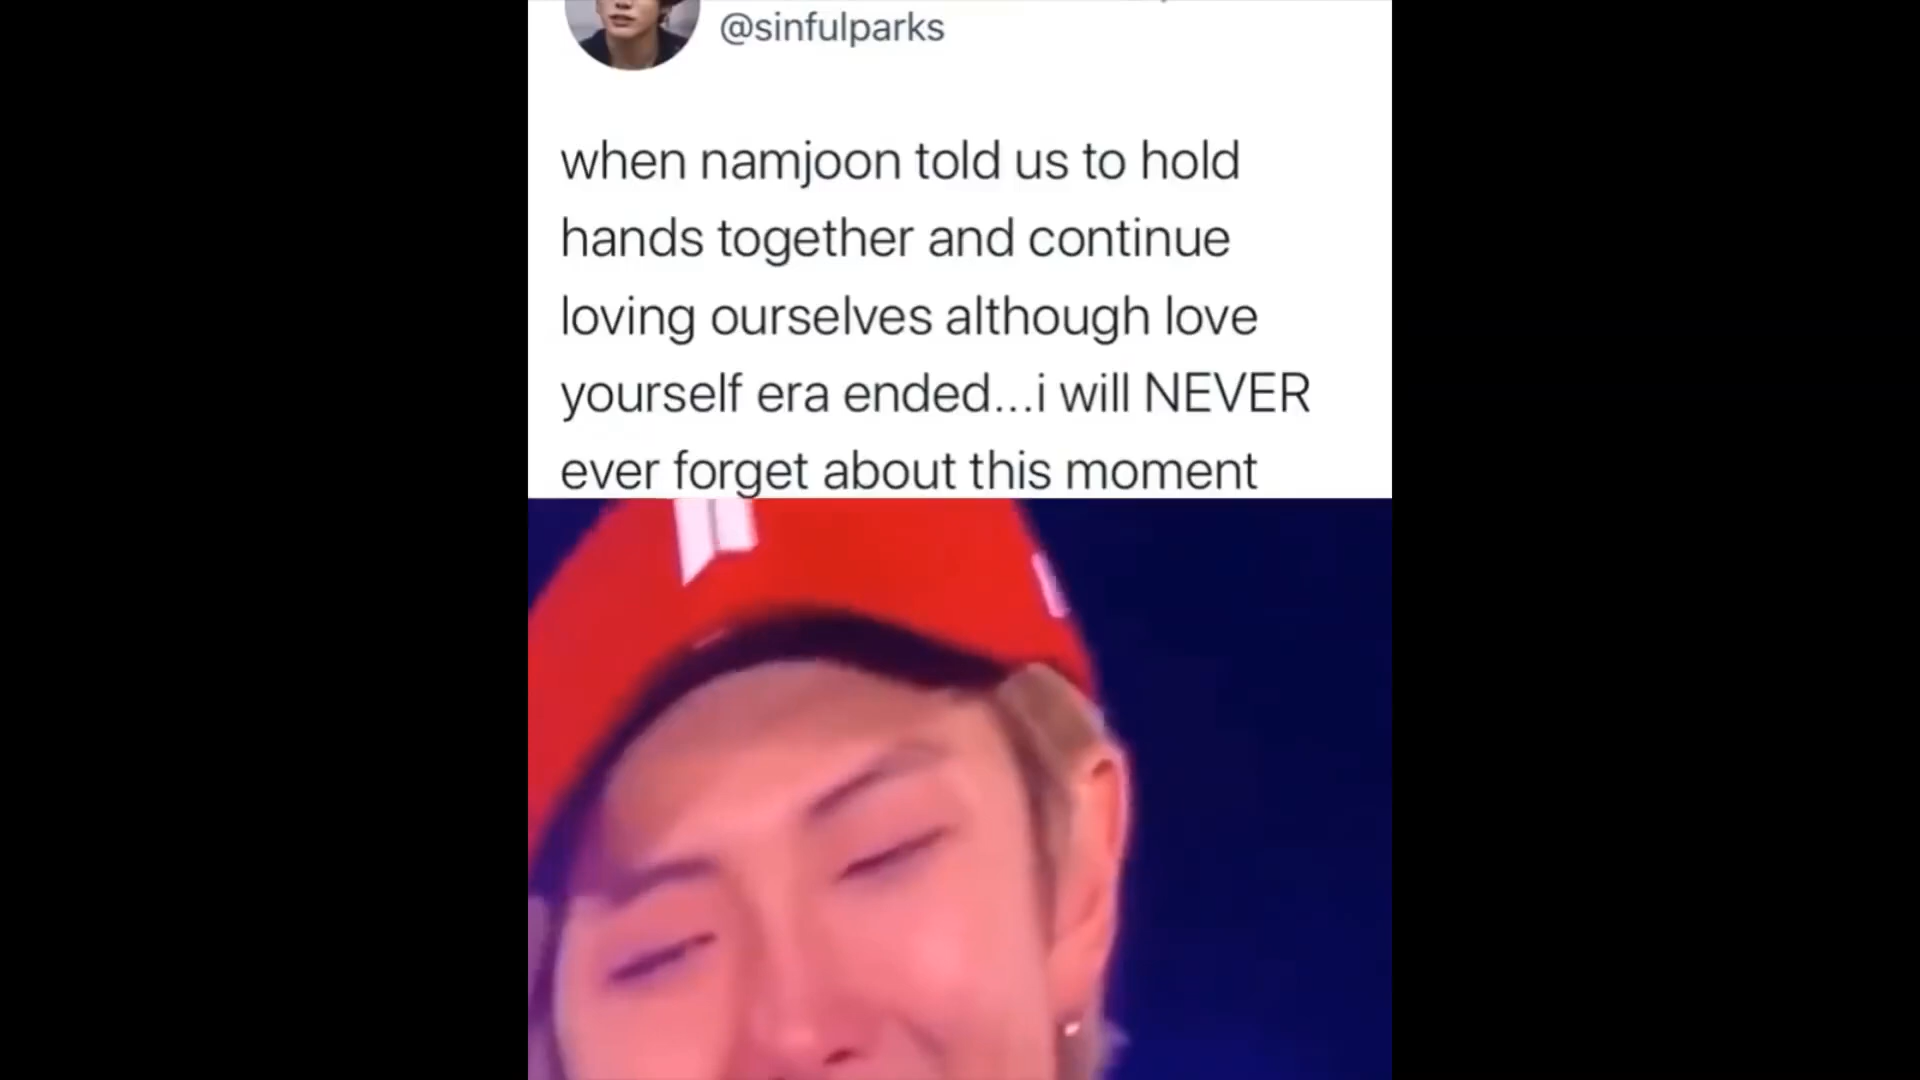 @sinfulparks
when namjoon told us to hold
hands together and continue
loving ourselves although love
yourself era ended...i will NEVER
ever forget about this moment